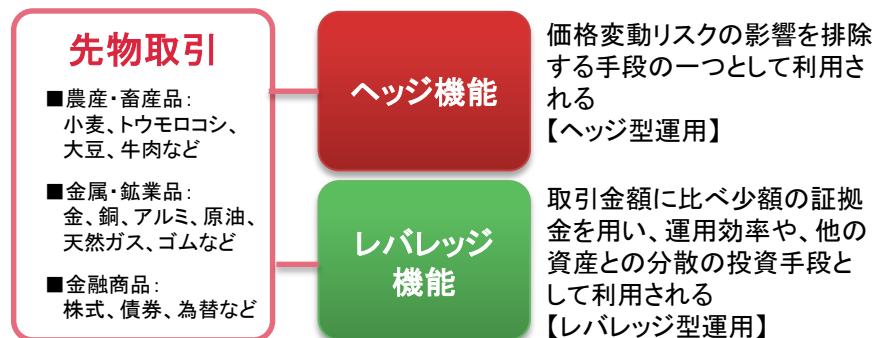 先物取引
■農産・畜産品：
小麦、トウモロコシ、
大豆、牛肉など
■金属・鉱業品：
金、銅、アルミ、原油、
天然ガス、ゴムなど
■金融商品：
株式、債券、為替など
ヘッジ機能
価格変動リスクの影響を排除
する手段の一つとして利用さ
れる
【ヘッジ型運用】
レバレッジ
機能
取引金額に比べ少額の証拠
金を用い、運用効率や、他の
資産との分散の投資手段と
して利用される
【レバレッジ型運用】